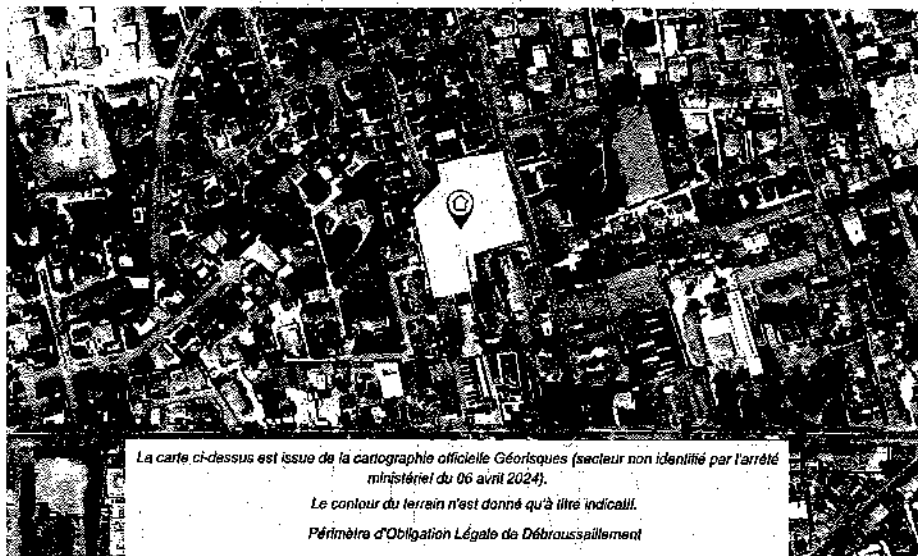 La carte ci-dessus est issue de la cartographie officielle Géorisques (secteur non identifié par l'arrêté
ministériel du 06 avril 2024).
Le contour du terrain n'est donné qu'à titre indicatif.
Périmètre d'Obligation Légale de Débroussaillement